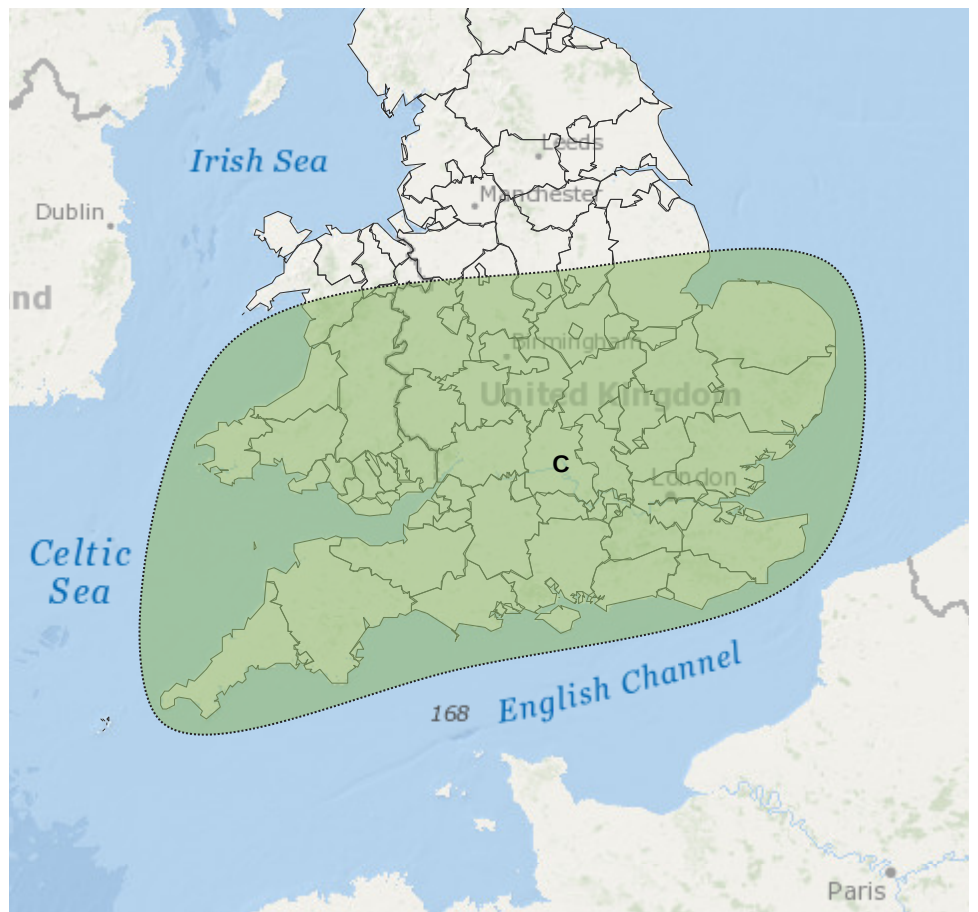 Leeds
Irish Sea
Manchester
Dublin
nd
Birmingham
United Kingdom
C
London
Celtic
Sea
English Channel
168
Paris